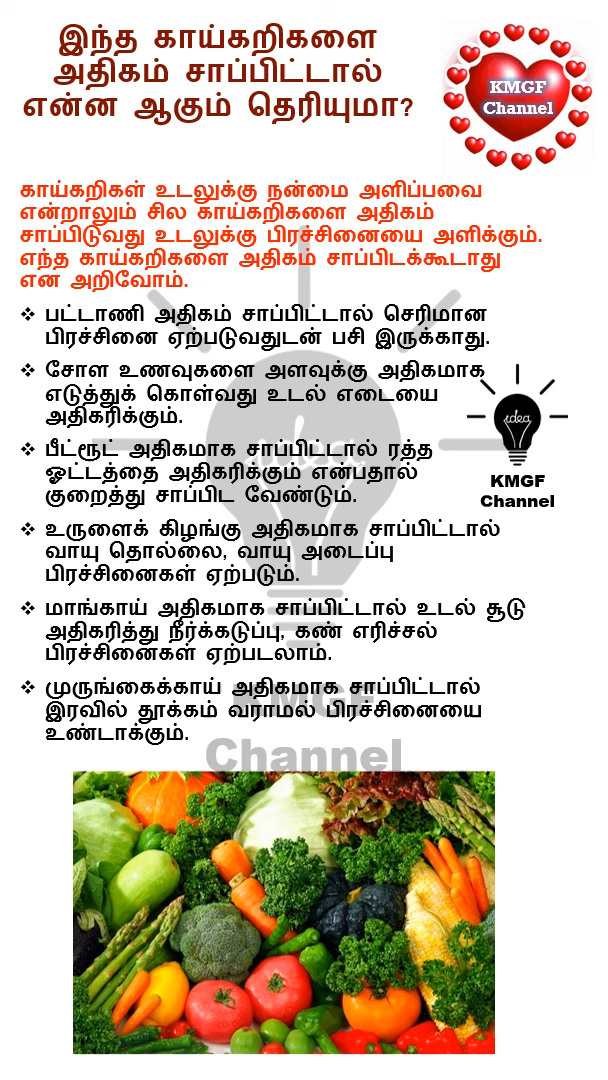 இந்த காய்கறிகளை
அதிகம் சாப்பிட்டால்
என்ன ஆகும் தெரியுமா?
KMGF
Channel
காய்கறிகள் உடலுக்கு நன்மை அளிப்பவை
என்றாலும் சில காய்கறிகளை அதிகம்
சாப்பிடுவது உடலுக்கு பிரச்சினையை அளிக்கும்.
எந்த காய்கறிகளை அதிகம் சாப்பிடக்கூடாது
என அறிவோம்.
❖ பட்டாணி அதிகம் சாப்பிட்டால் செரிமான
பிரச்சினை ஏற்படுவதுடன் பசி இருக்காது.
❖ சோள உணவுகளை அளவுக்கு அதிகமாக
எடுத்துக் கொள்வது உடல் எடையை
அதிகரிக்கும்.
idea
KMGF
Channel
❖ பீட்ரூட் அதிகமாக சாப்பிட்டால் ரத்த
ஓட்டத்தை அதிகரிக்கும் என்பதால்
குறைத்து சாப்பிட வேண்டும்.
❖ உருளைக் கிழங்கு அதிகமாக சாப்பிட்டால்
வாயு தொல்லை, வாயு அடைப்பு
பிரச்சினைகள் ஏற்படும்.
❖ மாங்காய் அதிகமாக சாப்பிட்டால் உடல் சூடு
அதிகரித்து நீர்க்கடுப்பு, கண் எரிச்சல்
பிரச்சினைகள் ஏற்படலாம்.
❖ முருங்கைக்காய் அதிகமாக சாப்பிட்டால்
இரவில் தூக்கம் வராமல் பிரச்சினையை
உண்டாக்கும்.
idea
KMGF
Channel